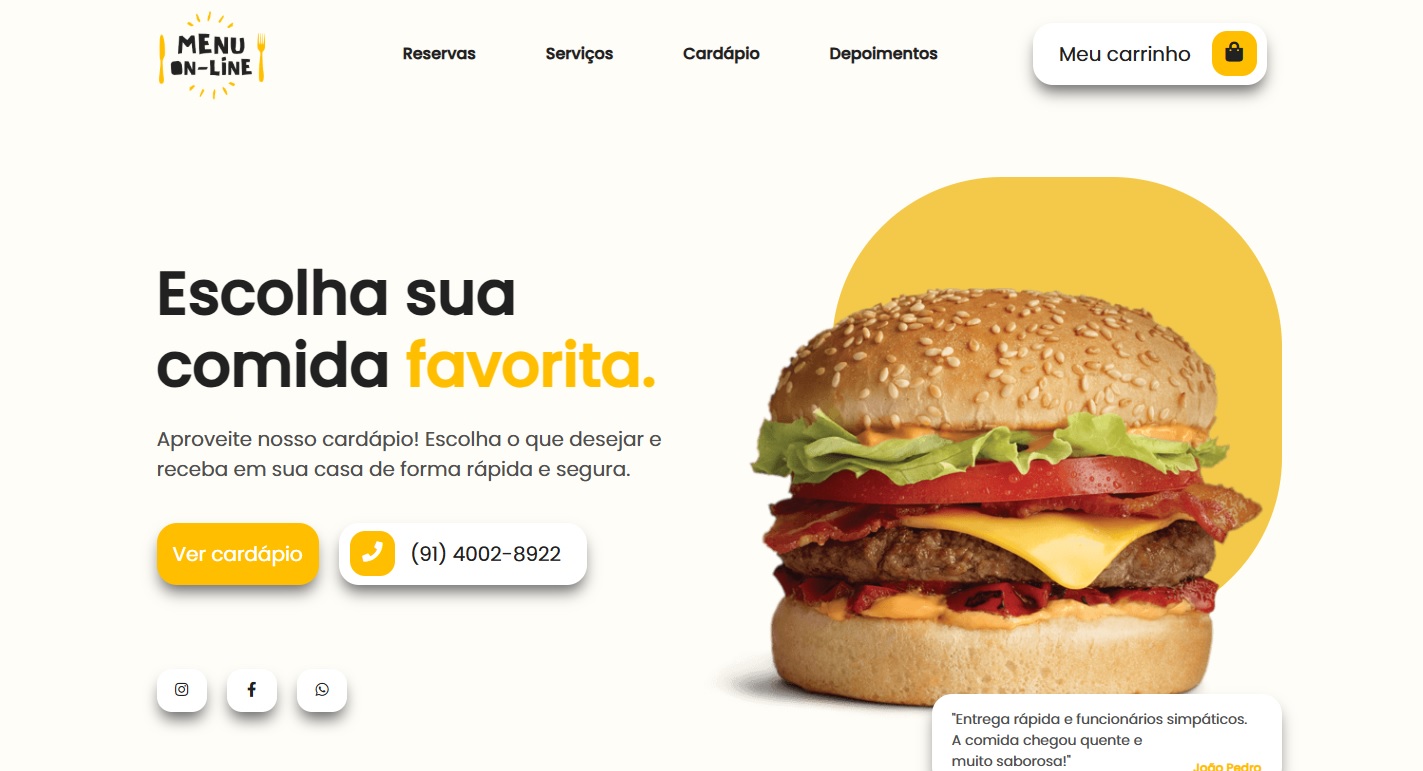 MENU
ON-LINE
Reservas
Serviços
Cardápio
Depoimentos
Meu carrinho
Escolha sua
comida favorita.
Aproveite nosso cardápio! Escolha o que desejar e
receba em sua casa de forma rápida e segura.
Ver cardápio
(91) 4002-8922
"Entrega rápida e funcionários simpáticos.
A comida chegou quente e
muito saborosa!"
João Pedro